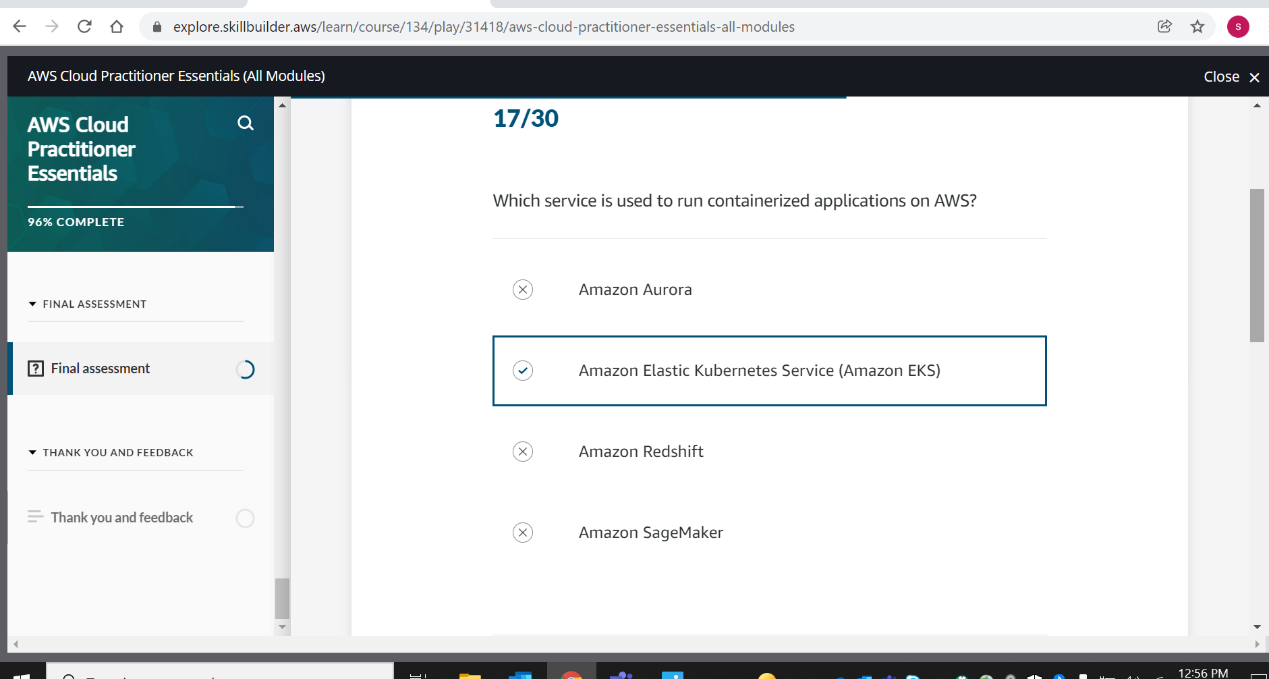 explore.skillbuilder.aws/learn/course/134/play/31418/aws-cloud-practitioner-essentials-all-modules
s
AWS Cloud Practitioner Essentials (All Modules)
Close
AWS Cloud
Practitioner
Essentials
96% COMPLETE
FINAL ASSESSMENT
Final assessment
THANK YOU AND FEEDBACK
Thank you and feedback
17/30
Which service is used to run containerized applications on AWS?
Amazon Aurora
Amazon Elastic Kubernetes Service (Amazon EKS)
Amazon Redshift
Amazon SageMaker
12:56 PM